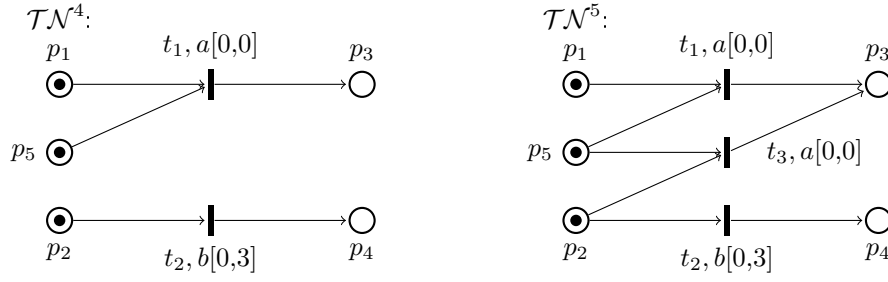 𝒯𝒩⁴:
p₁
t₁, a[0,0]
p₃
p₅
p₂
t₂, b[0,3]
p₄
𝒯𝒩⁵:
p₁
t₁, a[0,0]
p₃
p₅
t₃, a[0,0]
p₂
t₂, b[0,3]
p₄